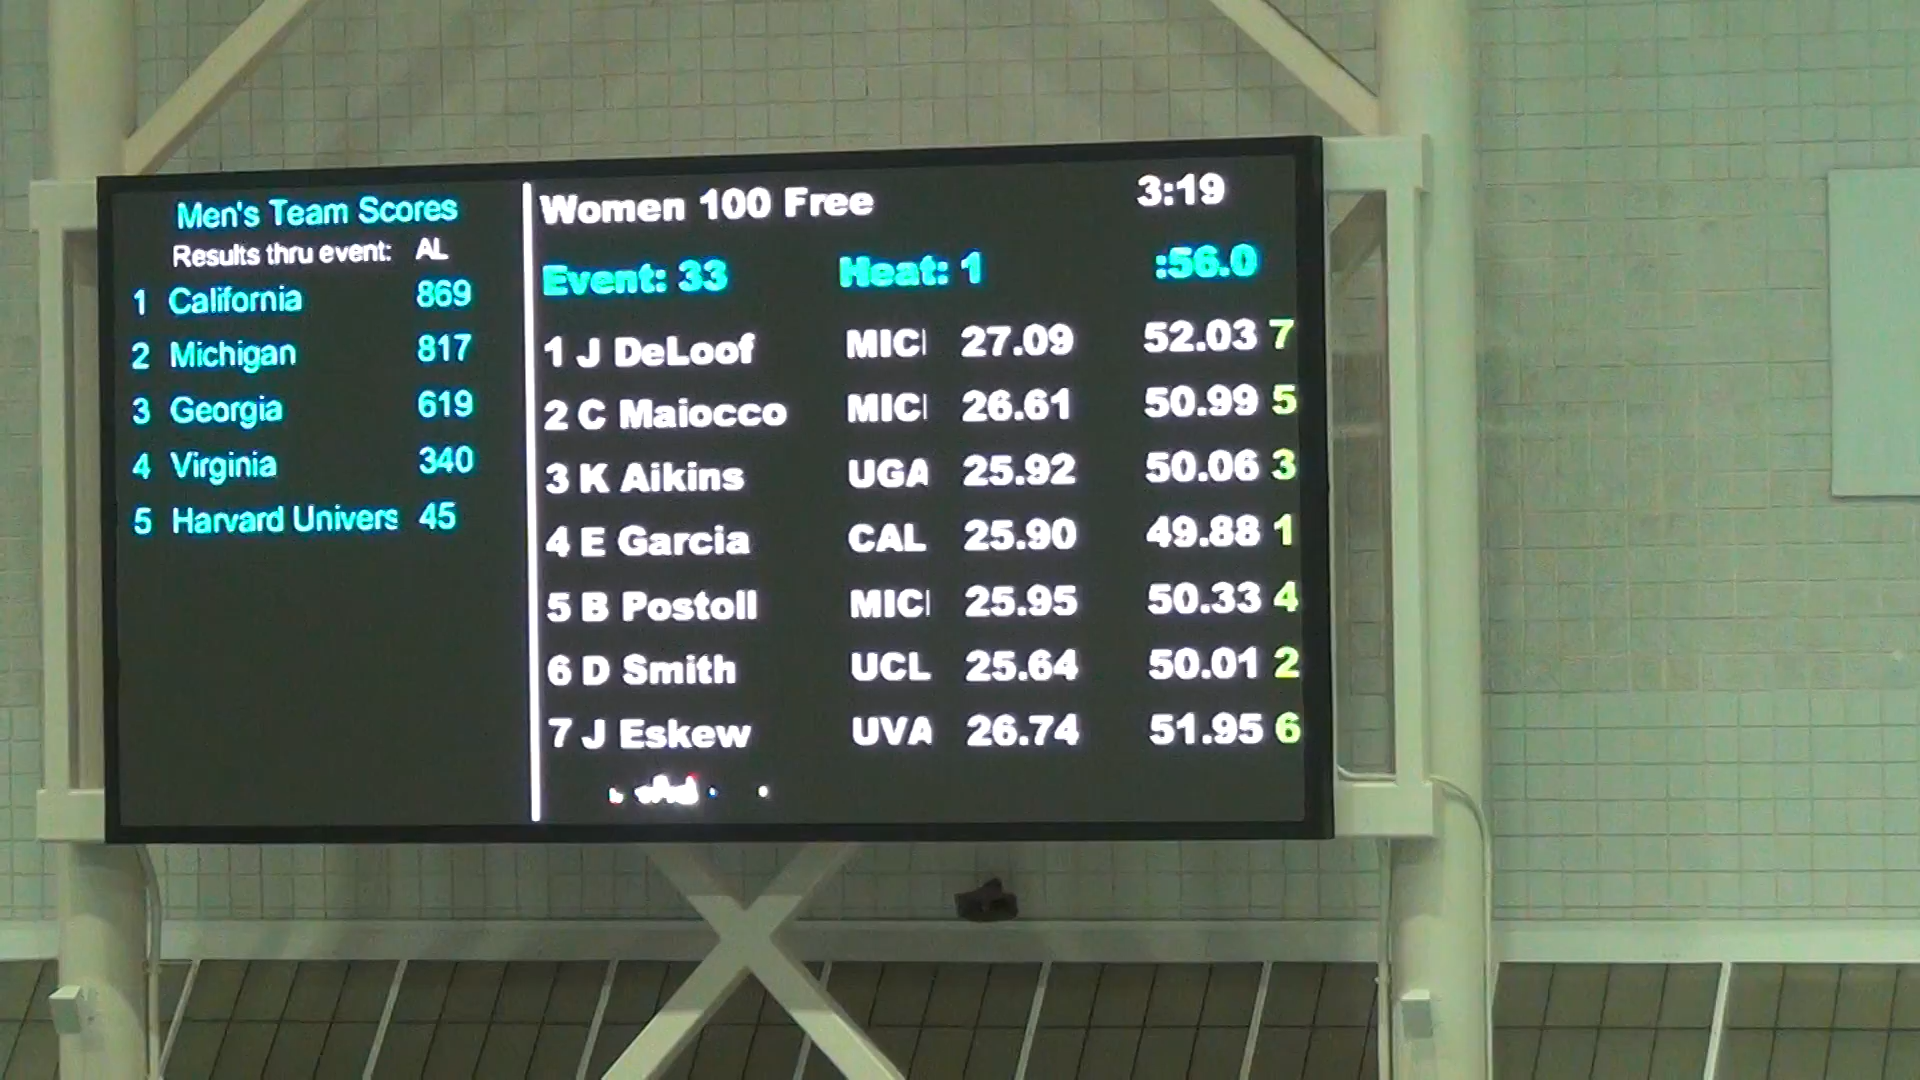 Men's Team Scores
Results thru event: AL
1 California 869
2 Michigan 817
3 Georgia 619
4 Virginia 340
5 Harvard Univers 45
Women 100 Free 3:19
Event: 33 Heat: 1 :56.0
1 J DeLoof MICI 27.09 52.03 7
2 C Maiocco MICI 26.61 50.99 5
3 K Aikins UGA 25.92 50.06 3
4 E Garcia CAL 25.90 49.88 1
5 B Postoll MICI 25.95 50.33 4
6 D Smith UCL 25.64 50.01 2
7 J Eskew UVA 26.74 51.95 6